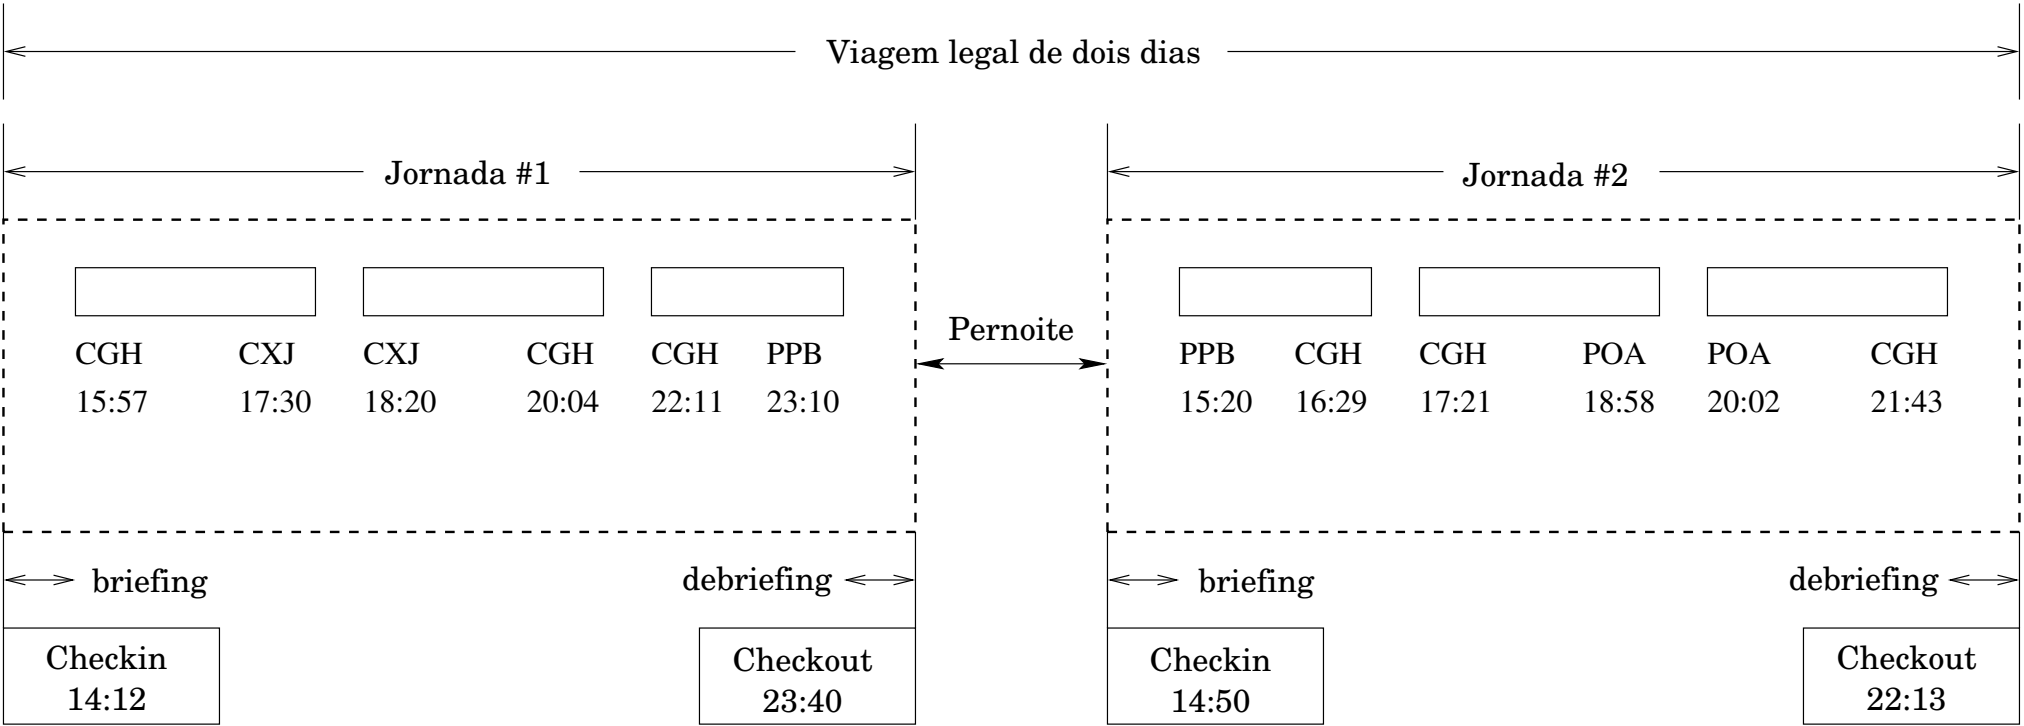 Viagem legal de dois dias
Jornada #1
Jornada #2
CGH CXJ CXJ CGH CGH PPB
15:57 17:30 18:20 20:04 22:11 23:10
Pernoite
PPB CGH CGH POA POA CGH
15:20 16:29 17:21 18:58 20:02 21:43
briefing
debriefing
briefing
debriefing
Checkin
14:12
Checkout
23:40
Checkin
14:50
Checkout
22:13